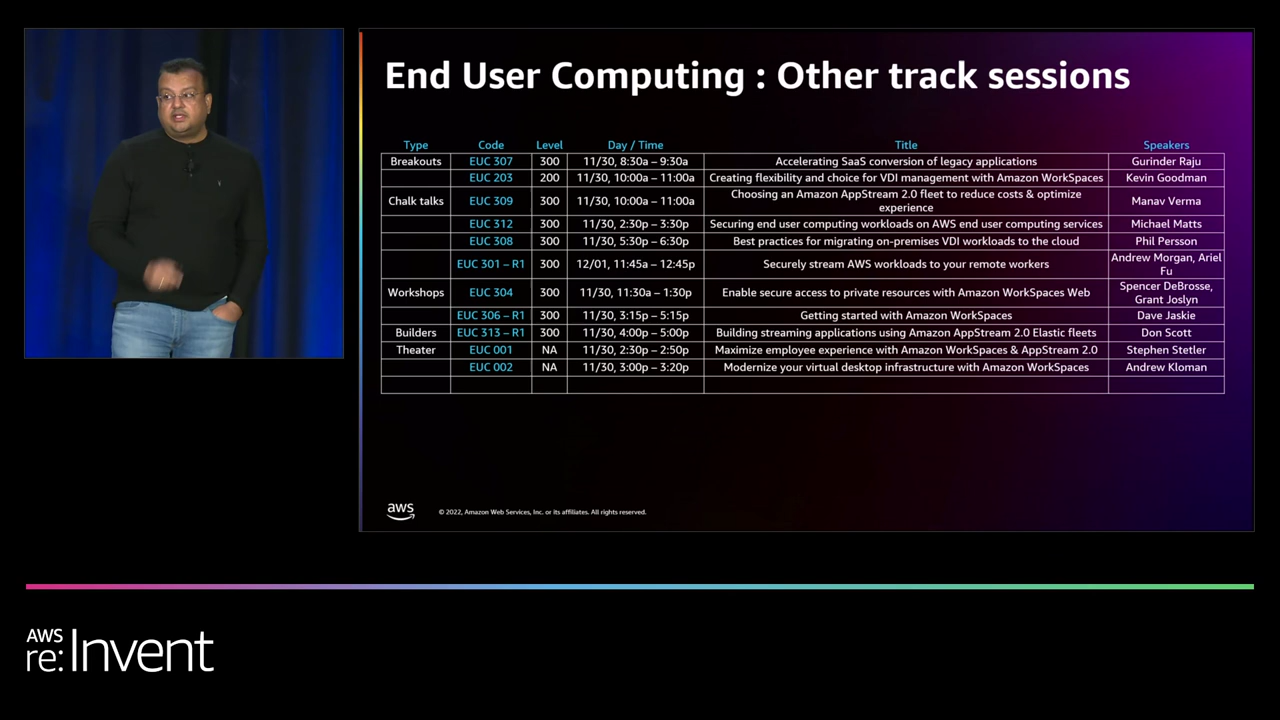 End User Computing : Other track sessions
Type Code Level Day / Time Title Speakers
Breakouts EUC 307 300 11/30, 8:30a – 9:30a Accelerating SaaS conversion of legacy applications Gurinder Raju
EUC 203 200 11/30, 10:00a – 11:00a Creating flexibility and choice for VDI management with Amazon WorkSpaces Kevin Goodman
Chalk talks EUC 309 300 11/30, 10:00a – 11:00a Choosing an Amazon AppStream 2.0 fleet to reduce costs & optimize
experience Manav Verma
EUC 312 300 11/30, 2:30p – 3:30p Securing end user computing workloads on AWS end user computing services Michael Matts
EUC 308 300 11/30, 5:30p – 6:30p Best practices for migrating on-premises VDI workloads to the cloud Phil Persson
EUC 301 – R1 300 12/01, 11:45a – 12:45p Securely stream AWS workloads to your remote workers Andrew Morgan, Ariel
Fu
Workshops EUC 304 300 11/30, 11:30a – 1:30p Enable secure access to private resources with Amazon WorkSpaces Web Spencer DeBrosse,
Grant Joslyn
EUC 306 – R1 300 11/30, 3:15p – 5:15p Getting started with Amazon WorkSpaces Dave Jaskie
Builders EUC 313 – R1 300 11/30, 4:00p – 5:00p Building streaming applications using Amazon AppStream 2.0 Elastic fleets Don Scott
Theater EUC 001 NA 11/30, 2:30p – 2:50p Maximize employee experience with Amazon WorkSpaces & AppStream 2.0 Stephen Stetler
EUC 002 NA 11/30, 3:00p – 3:20p Modernize your virtual desktop infrastructure with Amazon WorkSpaces Andrew Kloman
aws © 2022, Amazon Web Services, Inc. or its affiliates. All rights reserved.
AWS
re:Invent